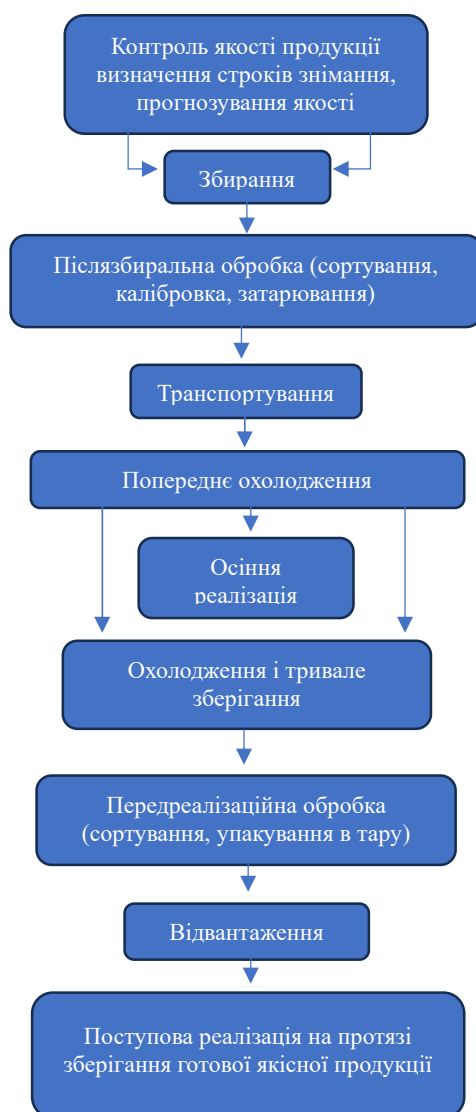 Контроль якості продукції
визначення строків знімання,
прогнозування якості
Збирання
Післязбиральна обробка (сортування,
калібровка, затарювання)
Транспортування
Попереднє охолодження
Осіння
реалізація
Охолодження і тривале
зберігання
Передреалізаційна обробка
(сортування, упакування в тару)
Відвантаження
Поступова реалізація на протязі
зберігання готової якісної продукції